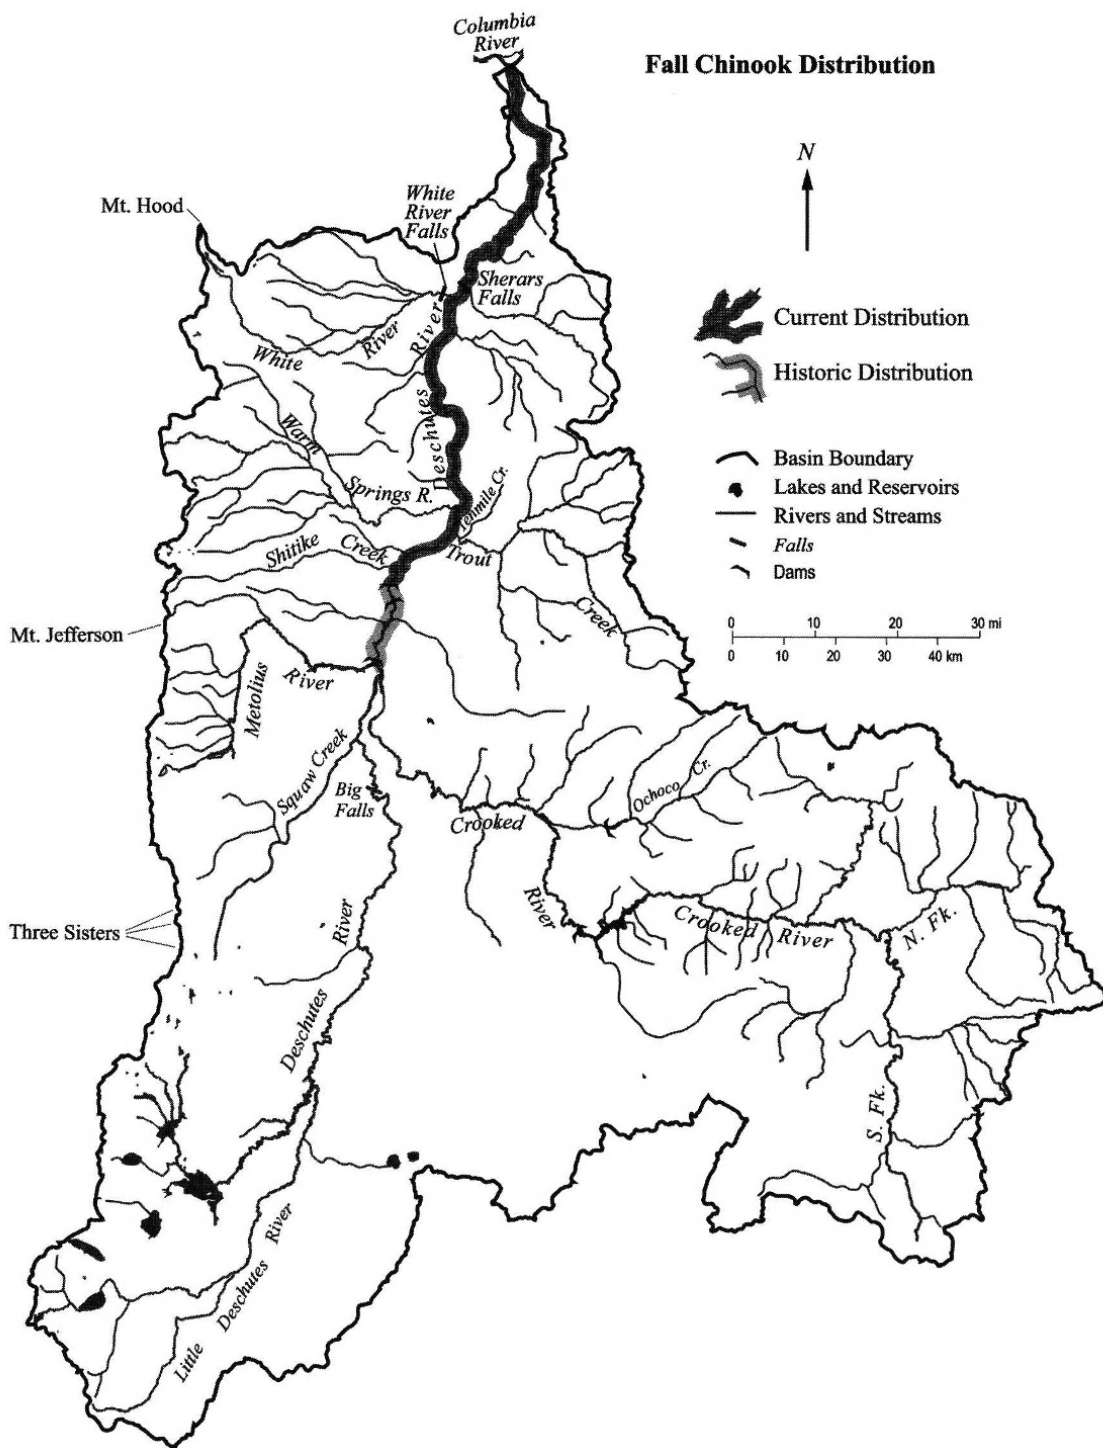 Columbia
River
Fall Chinook Distribution
N
White
River
Falls
Mt. Hood
Sherars
Falls
Current Distribution
Historic Distribution
White
River
River
Deschutes
Warm
Springs R.
Tenmile Cr.
Basin Boundary
Lakes and Reservoirs
Rivers and Streams
Falls
Dams
Shitike
Creek
Trout
Creek
0 10 20 30 mi
0 10 20 30 40 km
Mt. Jefferson
Metolius
River
Squaw Creek
Big
Falls
Ochoco Cr.
Crooked
River
Crooked River
N. Fk.
Three Sisters
River
Deschutes
S. Fk.
Little Deschutes River